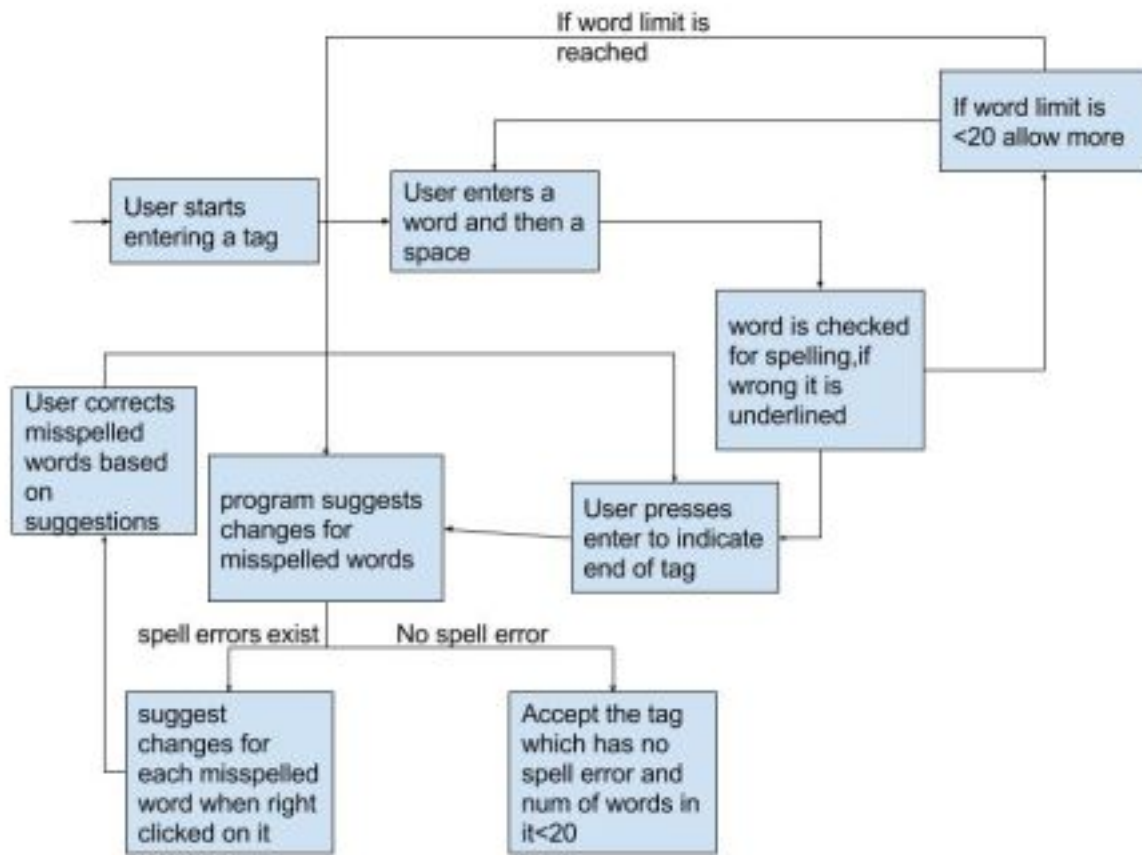 If word limit is
reached
If word limit is
<20 allow more
User starts
entering a tag
User enters a
word and then a
space
word is checked
for spelling,if
wrong it is
underlined
User corrects
misspelled
words based
on
suggestions
program suggests
changes for
misspelled words
User presses
enter to indicate
end of tag
spell errors exist
No spell error
suggest
changes for
each misspelled
word when right
clicked on it
Accept the tag
which has no
spell error and
num of words in
it<20